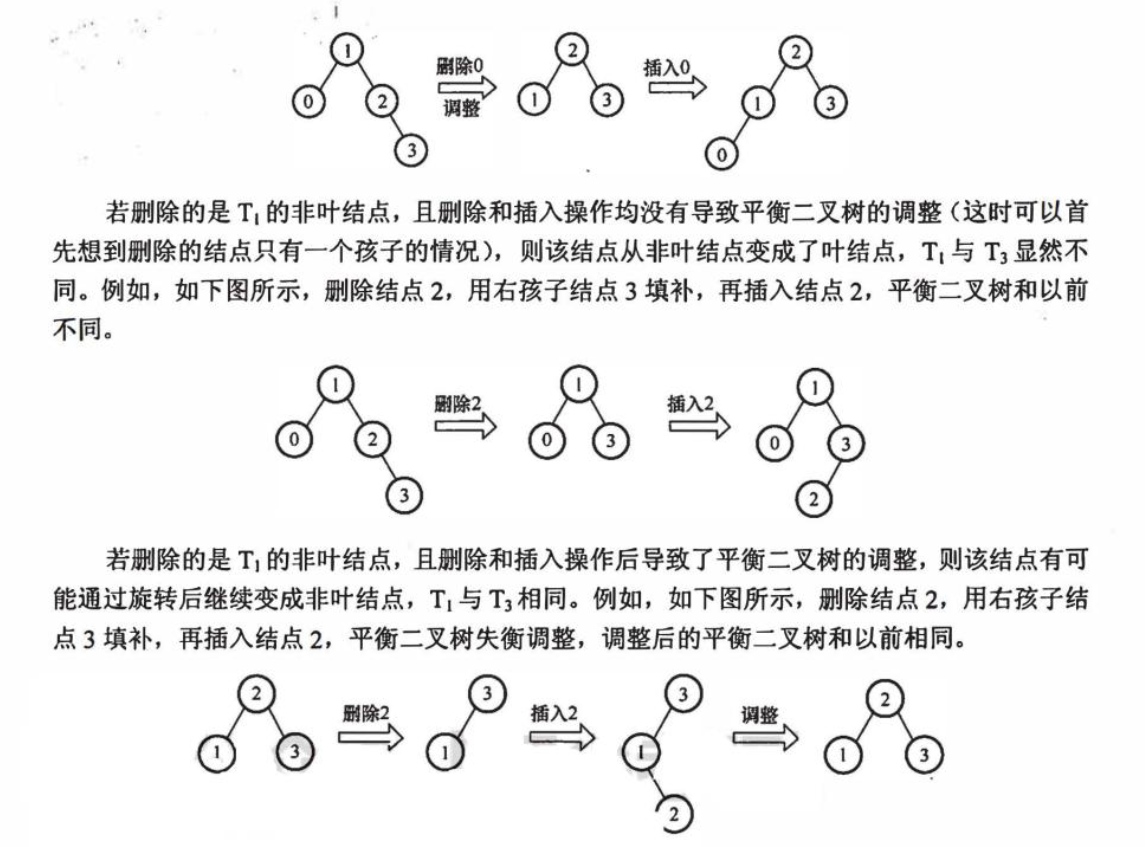 1
删除0
2
插入0
2
0
2
调整
1
3
1
3
3
0
若删除的是 T₁ 的非叶结点，且删除和插入操作均没有导致平衡二叉树的调整（这时可以首
先想到删除的结点只有一个孩子的情况），则该结点从非叶结点变成了叶结点，T₁ 与 T₃ 显然不
同。例如，如下图所示，删除结点 2，用右孩子结点 3 填补，再插入结点 2，平衡二叉树和以前
不同。
1
删除2
1
插入2
1
0
2
0
3
0
3
3
2
若删除的是 T₁ 的非叶结点，且删除和插入操作后导致了平衡二叉树的调整，则该结点有可
能通过旋转后继续变成非叶结点，T₁ 与 T₃ 相同。例如，如下图所示，删除结点 2，用右孩子结
点 3 填补，再插入结点 2，平衡二叉树失衡调整，调整后的平衡二叉树和以前相同。
2
删除2
3
插入2
3
调整
2
1
3
1
1
1
3
2